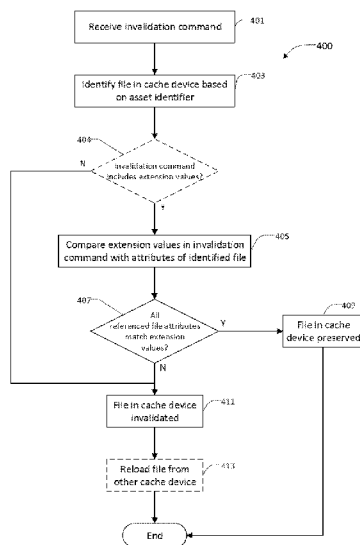 Receive invalidation command
401
400
Identify file in cache device based
on asset identifier
403
404
N
Invalidation command
includes extension values?
Y
Compare extension values in invalidation
command with attributes of identified file
405
407
All
referenced file attributes
match extension
values?
Y
409
File in cache
device preserved
N
File in cache device
invalidated
411
Reload file from
other cache device
413
End